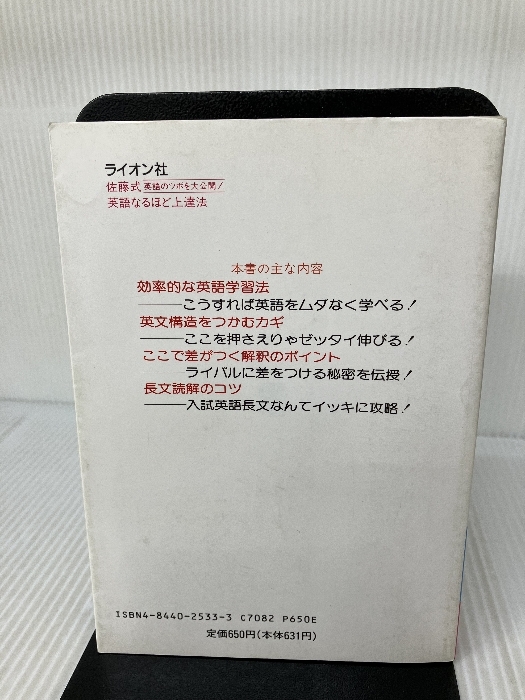 ライオン社
佐藤式 英語のツボを大公開!
英語なるほど上達法
本書の主な内容
効率的な英語学習法
───こうすれば英語をムダなく学べる!
英文構造をつかむカギ
───ここを押さえりゃゼッタイ伸びる!
ここで差がつく解釈のポイント
ライバルに差をつける秘密を伝授!
長文読解のコツ
───入試英語長文なんてイッキに攻略!
ISBN4-8440-2533-3 C7082 P650E
定価650円(本体631円)